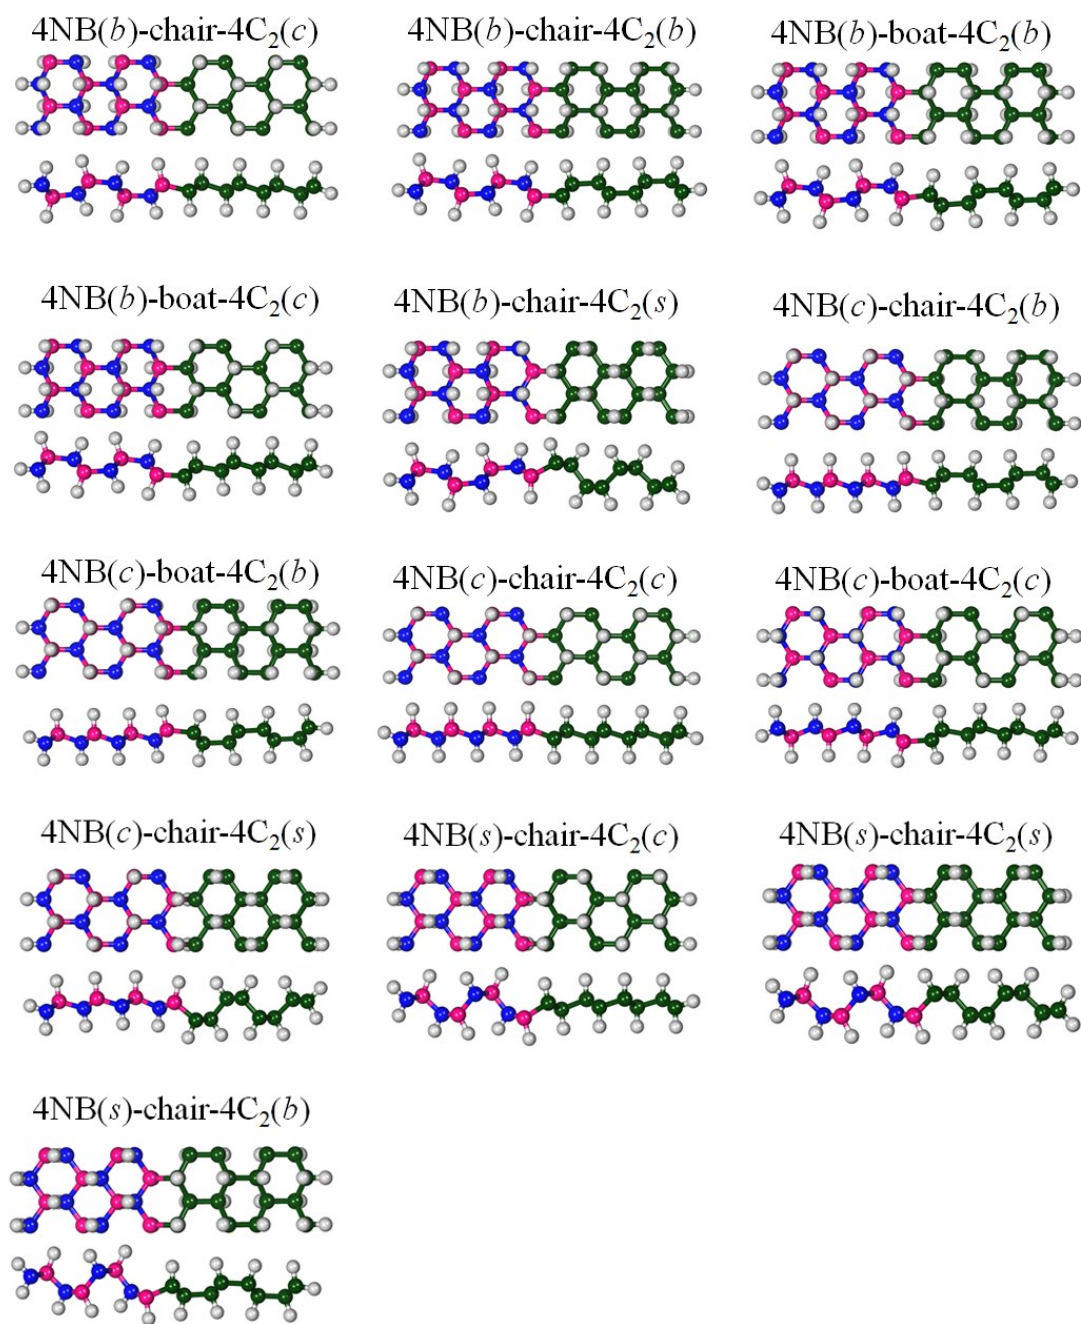 4NB(b)-chair-4C₂(c)
4NB(b)-chair-4C₂(b)
4NB(b)-boat-4C₂(b)
4NB(b)-boat-4C₂(c)
4NB(b)-chair-4C₂(s)
4NB(c)-chair-4C₂(b)
4NB(c)-boat-4C₂(b)
4NB(c)-chair-4C₂(c)
4NB(c)-boat-4C₂(c)
4NB(c)-chair-4C₂(s)
4NB(s)-chair-4C₂(c)
4NB(s)-chair-4C₂(s)
4NB(s)-chair-4C₂(b)